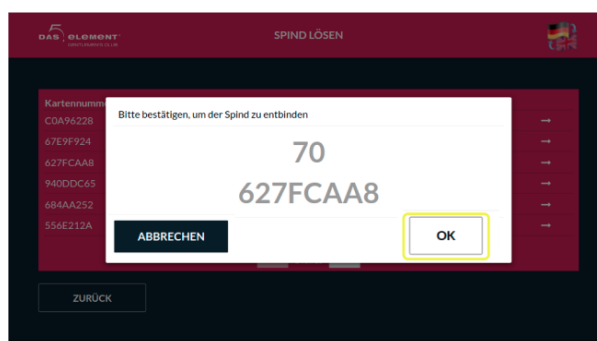 DAS 5 element
SPIND LÖSEN
Kartennumm
C0A96228
67E9F924
627FCAA8
940DDC65
684AA252
556E212A
Bitte bestätigen, um der Spind zu entbinden
70
627FCAA8
ABBRECHEN
OK
ZURÜCK